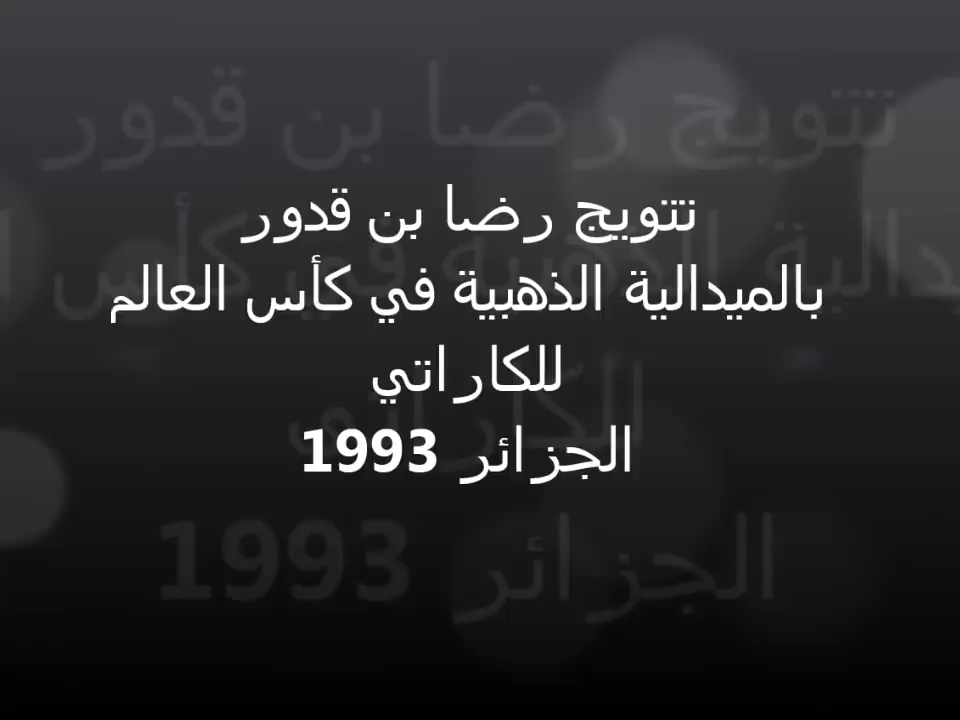 تتويج رضا بن قدور
بالميدالية الذهبية في كأس العالم
للكاراتي
الجزائر 1993